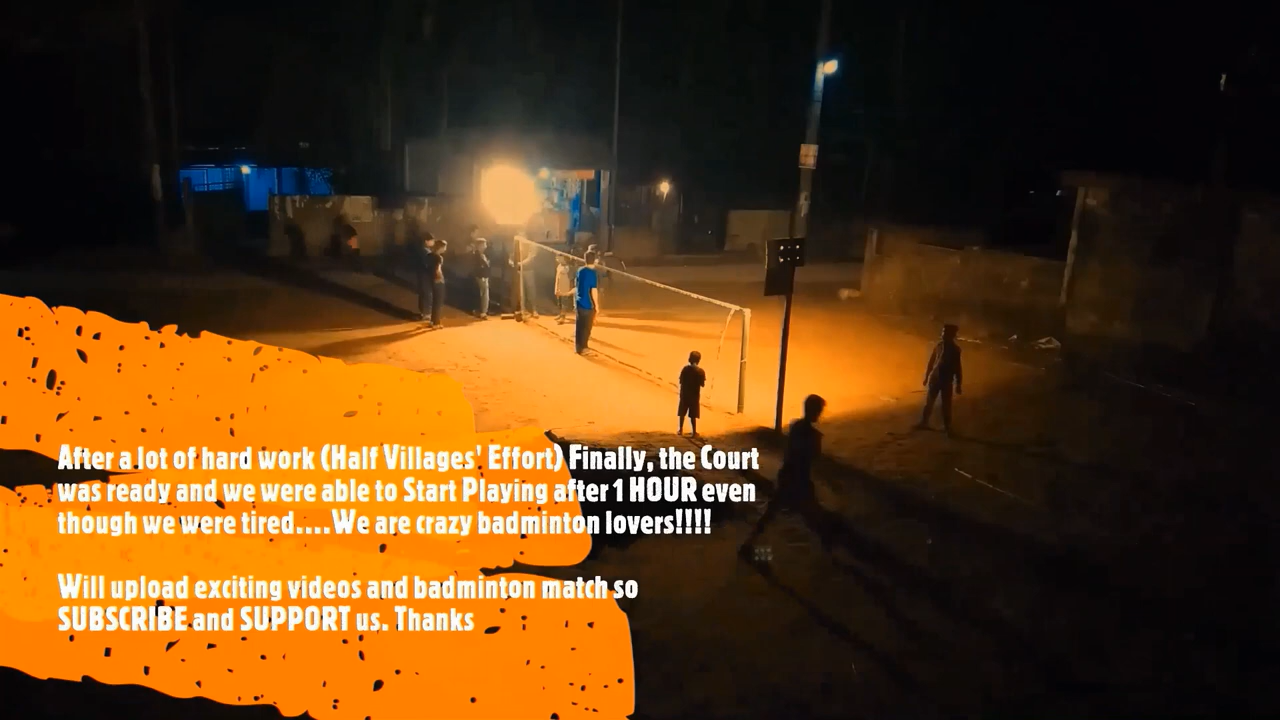 After a lot of hard work (Half Villages' Effort) Finally, the Court
was ready and we were able to Start Playing after 1 HOUR even
though we were tired....We are crazy badminton lovers!!!!
Will upload exciting videos and badminton match so
SUBSCRIBE and SUPPORT us. Thanks